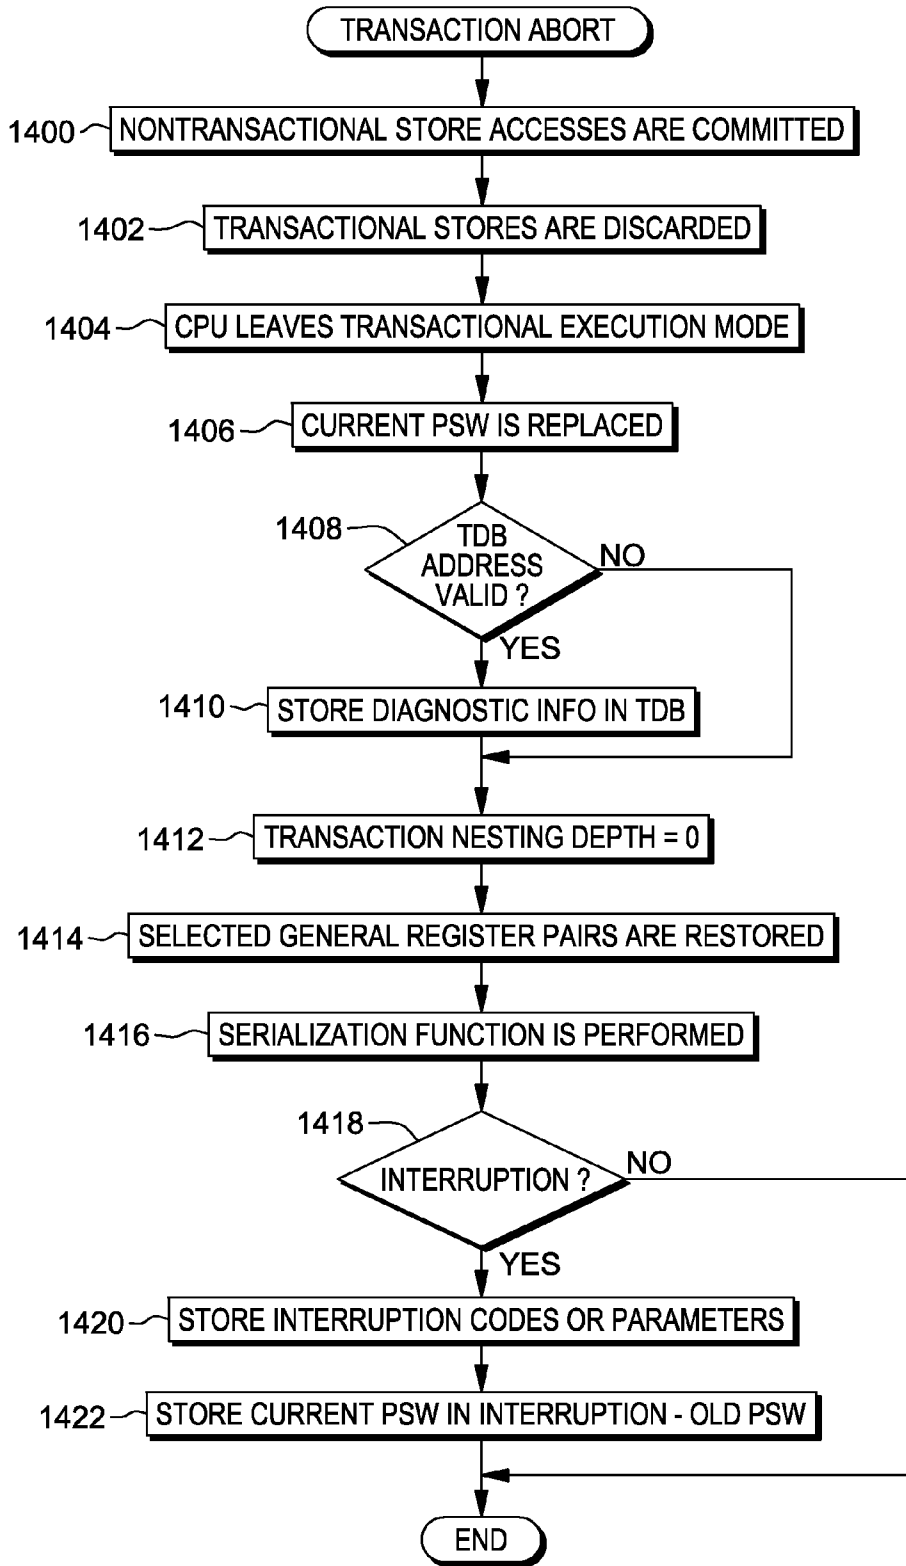 TRANSACTION ABORT
1400 NONTRANSACTIONAL STORE ACCESSES ARE COMMITTED
1402 TRANSACTIONAL STORES ARE DISCARDED
1404 CPU LEAVES TRANSACTIONAL EXECUTION MODE
1406 CURRENT PSW IS REPLACED
1408
TDB
ADDRESS
VALID ?
NO
YES
1410 STORE DIAGNOSTIC INFO IN TDB
1412 TRANSACTION NESTING DEPTH = 0
1414 SELECTED GENERAL REGISTER PAIRS ARE RESTORED
1416 SERIALIZATION FUNCTION IS PERFORMED
1418
INTERRUPTION ?
NO
YES
1420 STORE INTERRUPTION CODES OR PARAMETERS
1422 STORE CURRENT PSW IN INTERRUPTION - OLD PSW
END